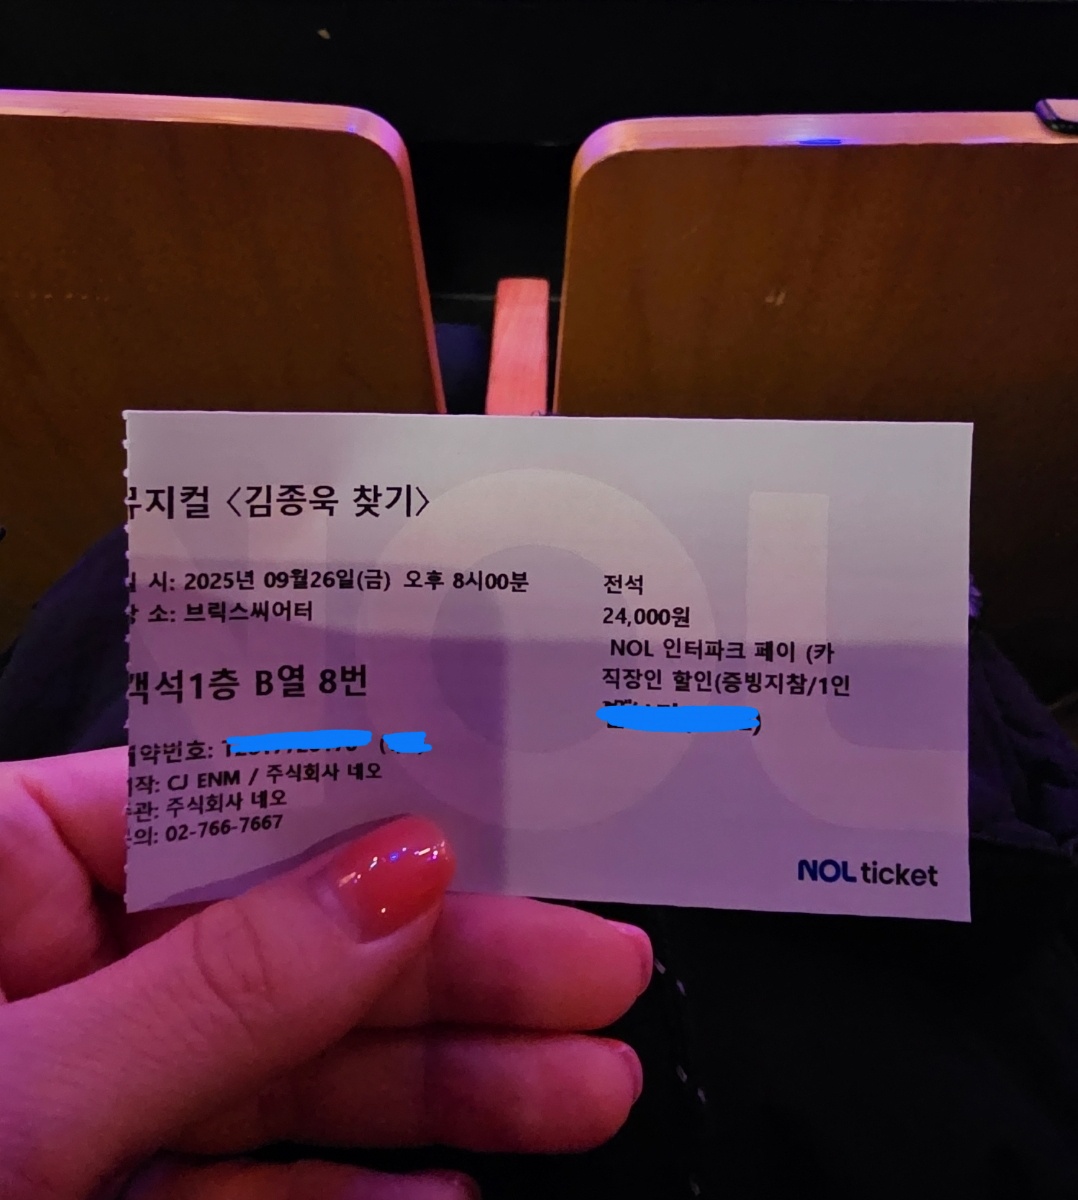 뮤지컬 <김종욱 찾기>
일 시: 2025년 09월26일(금) 오후 8시00분
장 소: 브릭스씨어터
객석1층 B열 8번
예약번호:
제작: CJ ENM / 주식회사 네오
주관: 주식회사 네오
문의: 02-766-7667
전석
24,000원
NOL 인터파크 페이 (카
직장인 할인(증빙지참/1인
NOL
NOL ticket